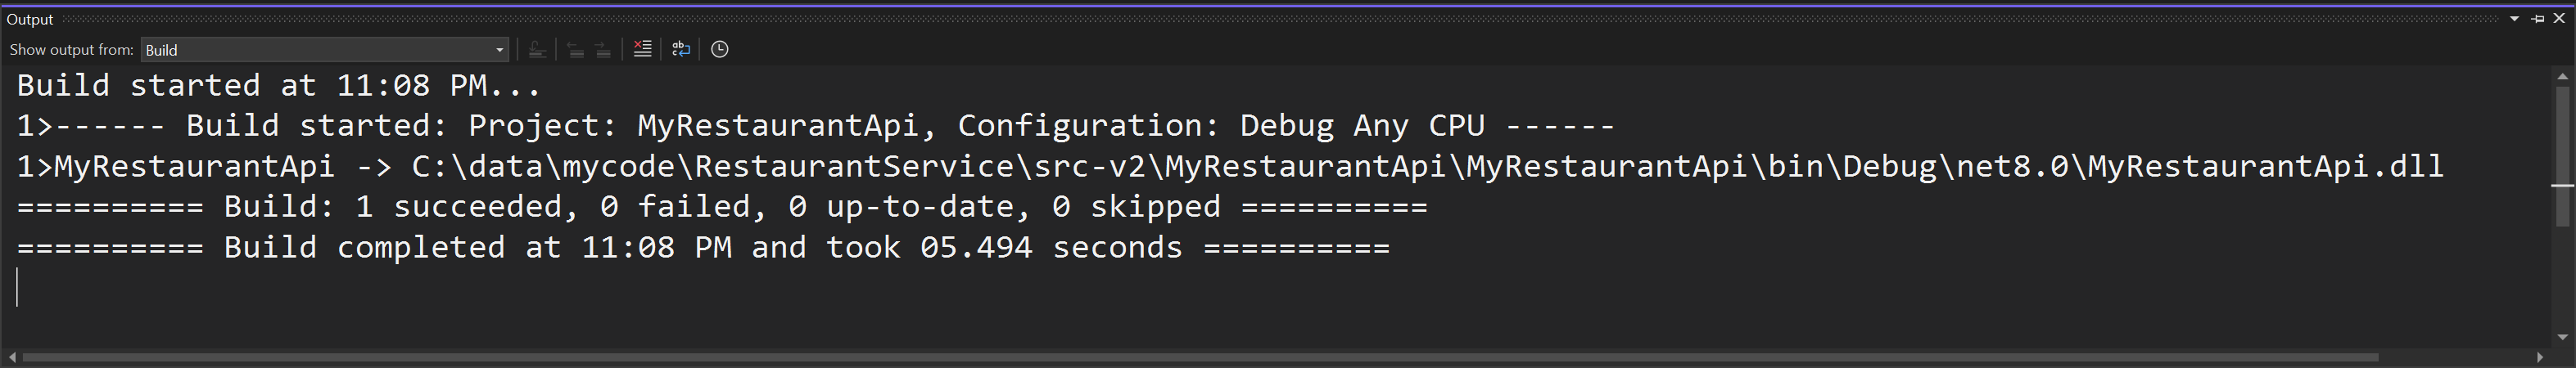 Output
Show output from: Build
Build started at 11:08 PM...
1>------ Build started: Project: MyRestaurantApi, Configuration: Debug Any CPU ------
1>MyRestaurantApi -> C:\data\mycode\RestaurantService\src-v2\MyRestaurantApi\MyRestaurantApi\bin\Debug\net8.0\MyRestaurantApi.dll
========== Build: 1 succeeded, 0 failed, 0 up-to-date, 0 skipped ==========
========== Build completed at 11:08 PM and took 05.494 seconds ==========